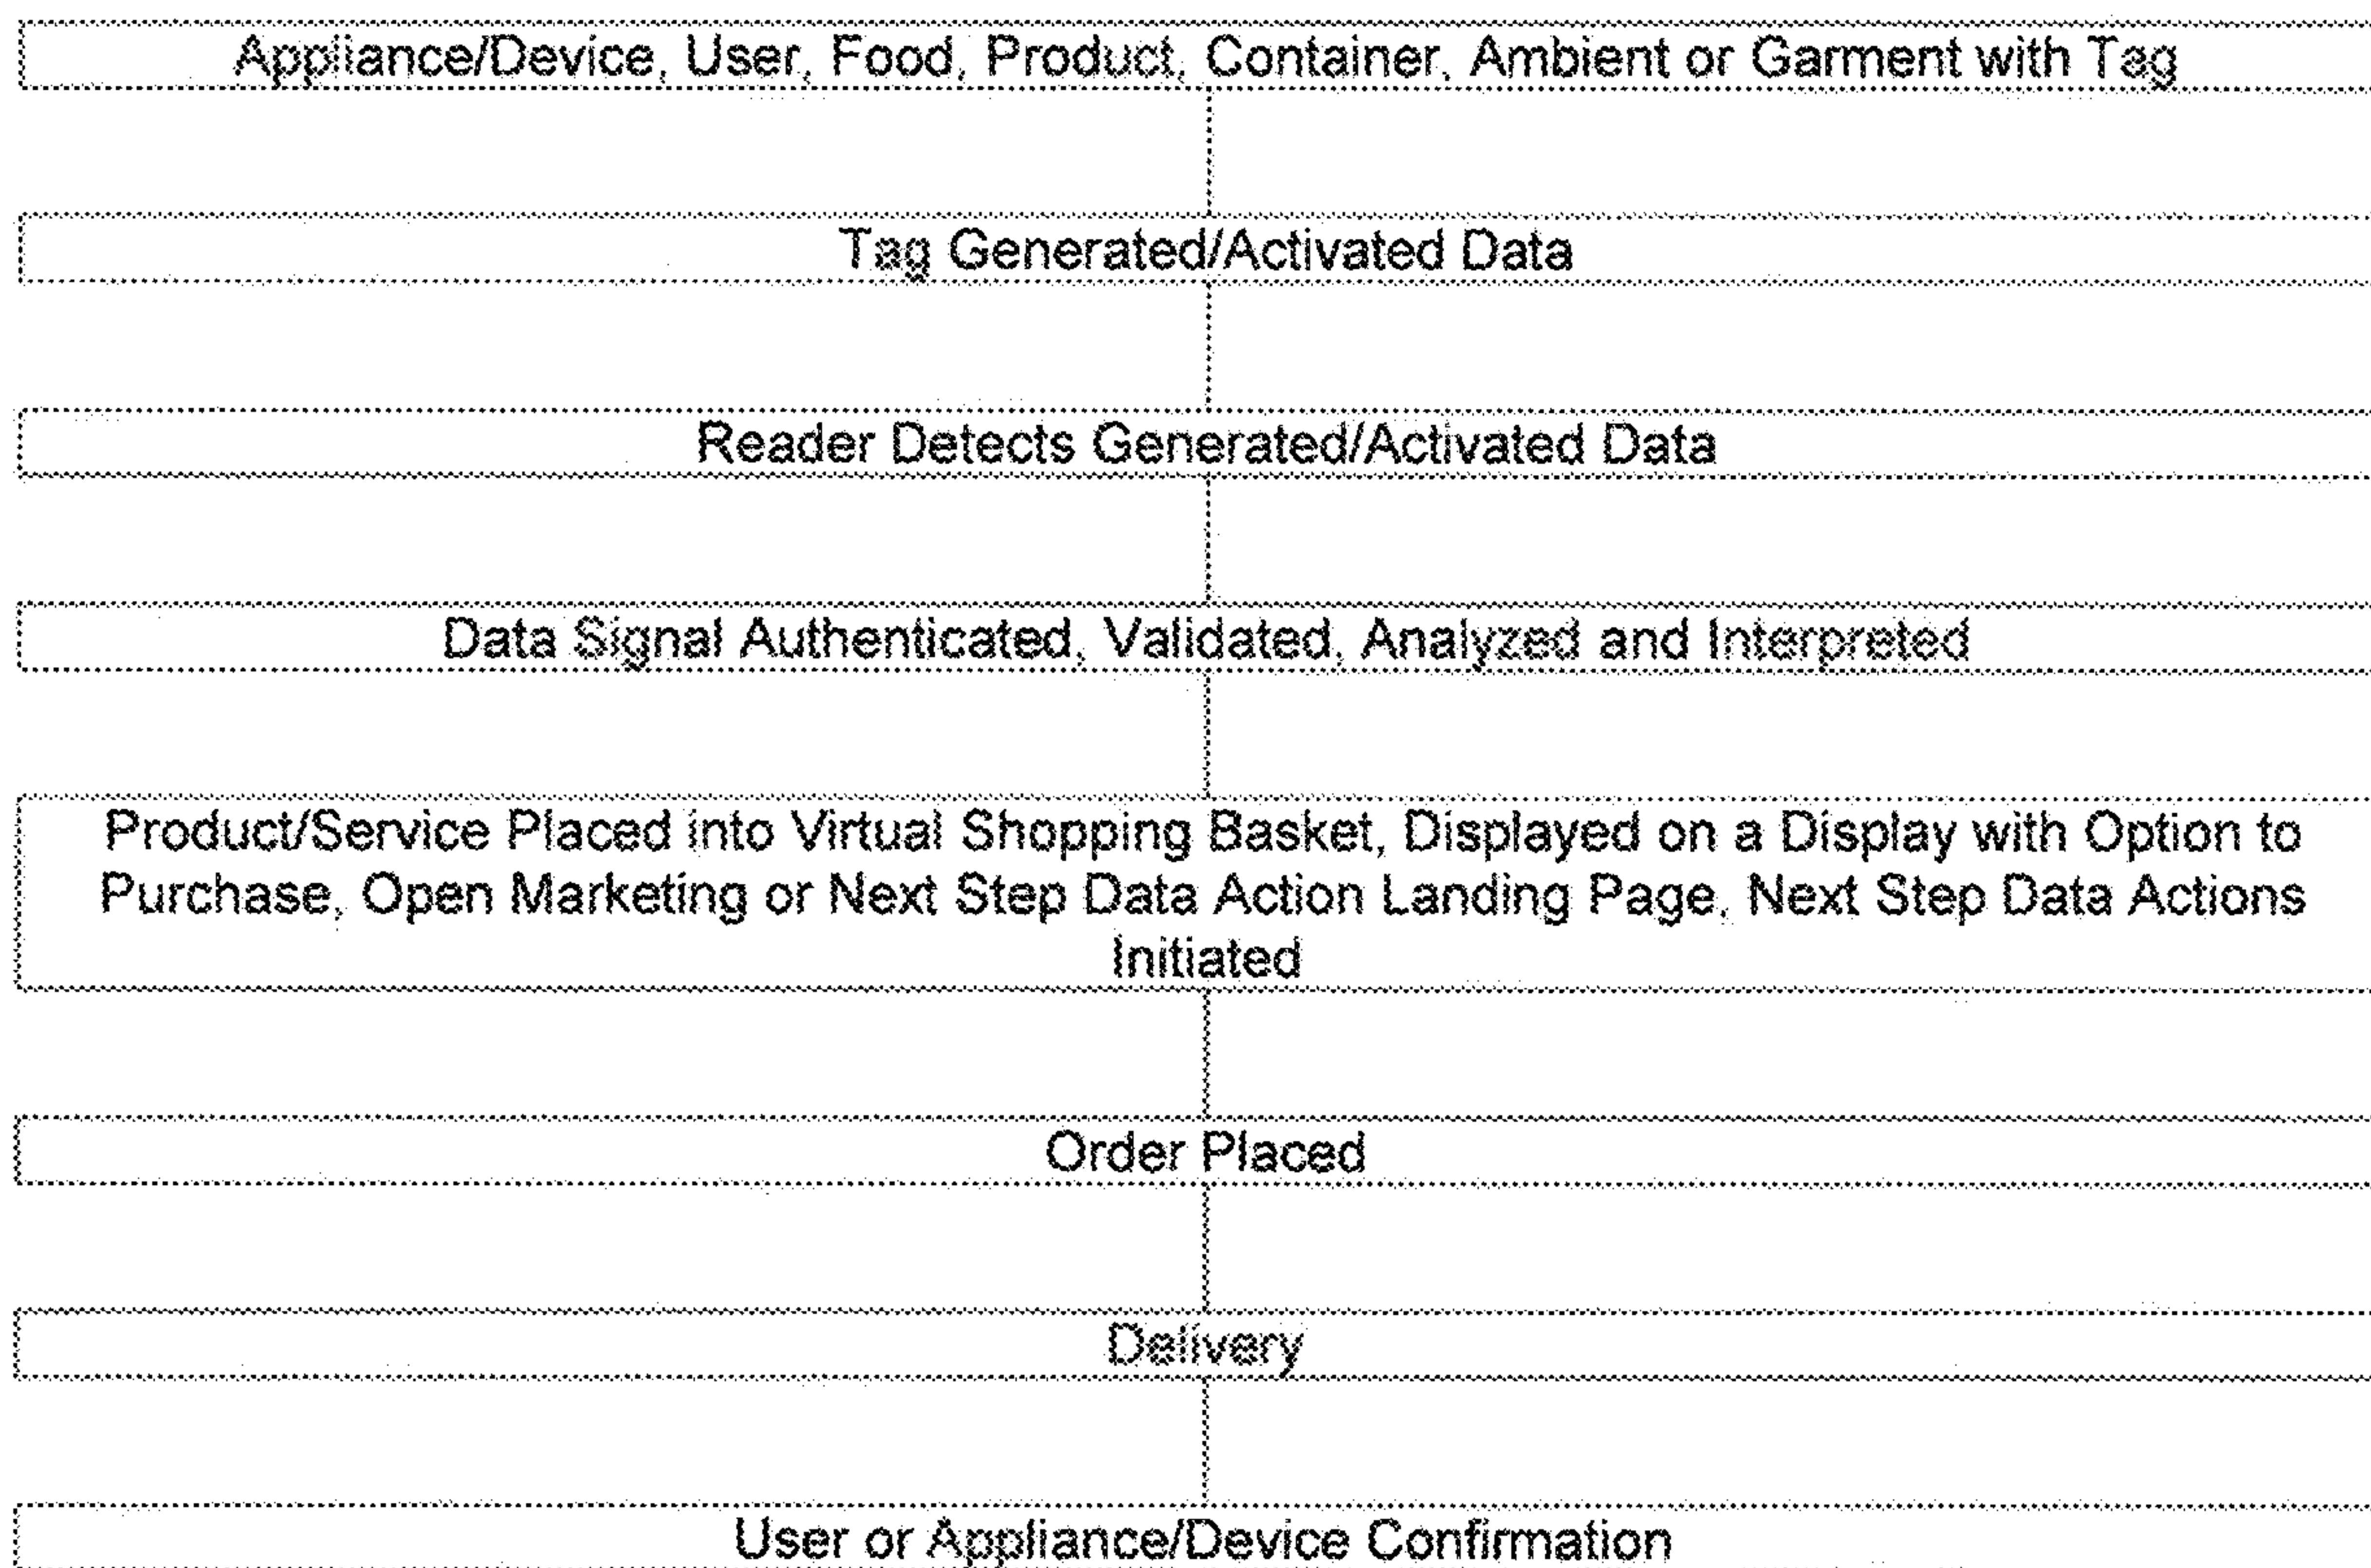 Appliance/Device, User, Food, Product, Container, Ambient or Garment with Tag
Tag Generated/Activated Data
Reader Detects Generated/Activated Data
Data Signal Authenticated, Validated, Analyzed and Interpreted
Product/Service Placed into Virtual Shopping Basket, Displayed on a Display with Option to
Purchase, Open Marketing or Next Step Data Action Landing Page, Next Step Data Actions
Initiated
Order Placed
Delivery
User or Appliance/Device Confirmation